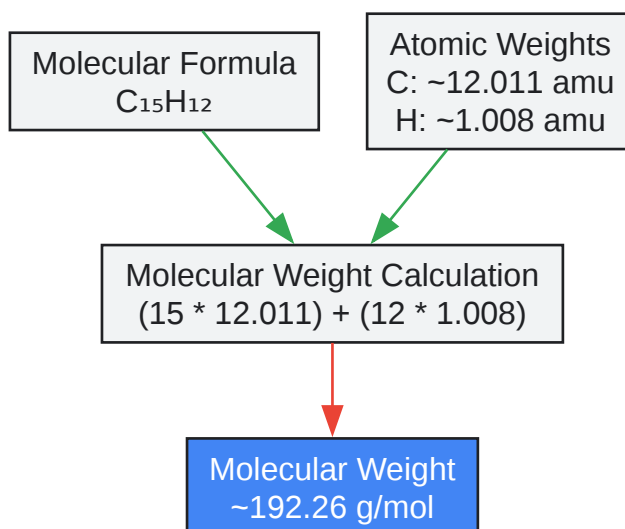 Molecular Formula
C₁₅H₁₂
Atomic Weights
C: ~12.011 amu
H: ~1.008 amu
Molecular Weight Calculation
(15 * 12.011) + (12 * 1.008)
Molecular Weight
~192.26 g/mol